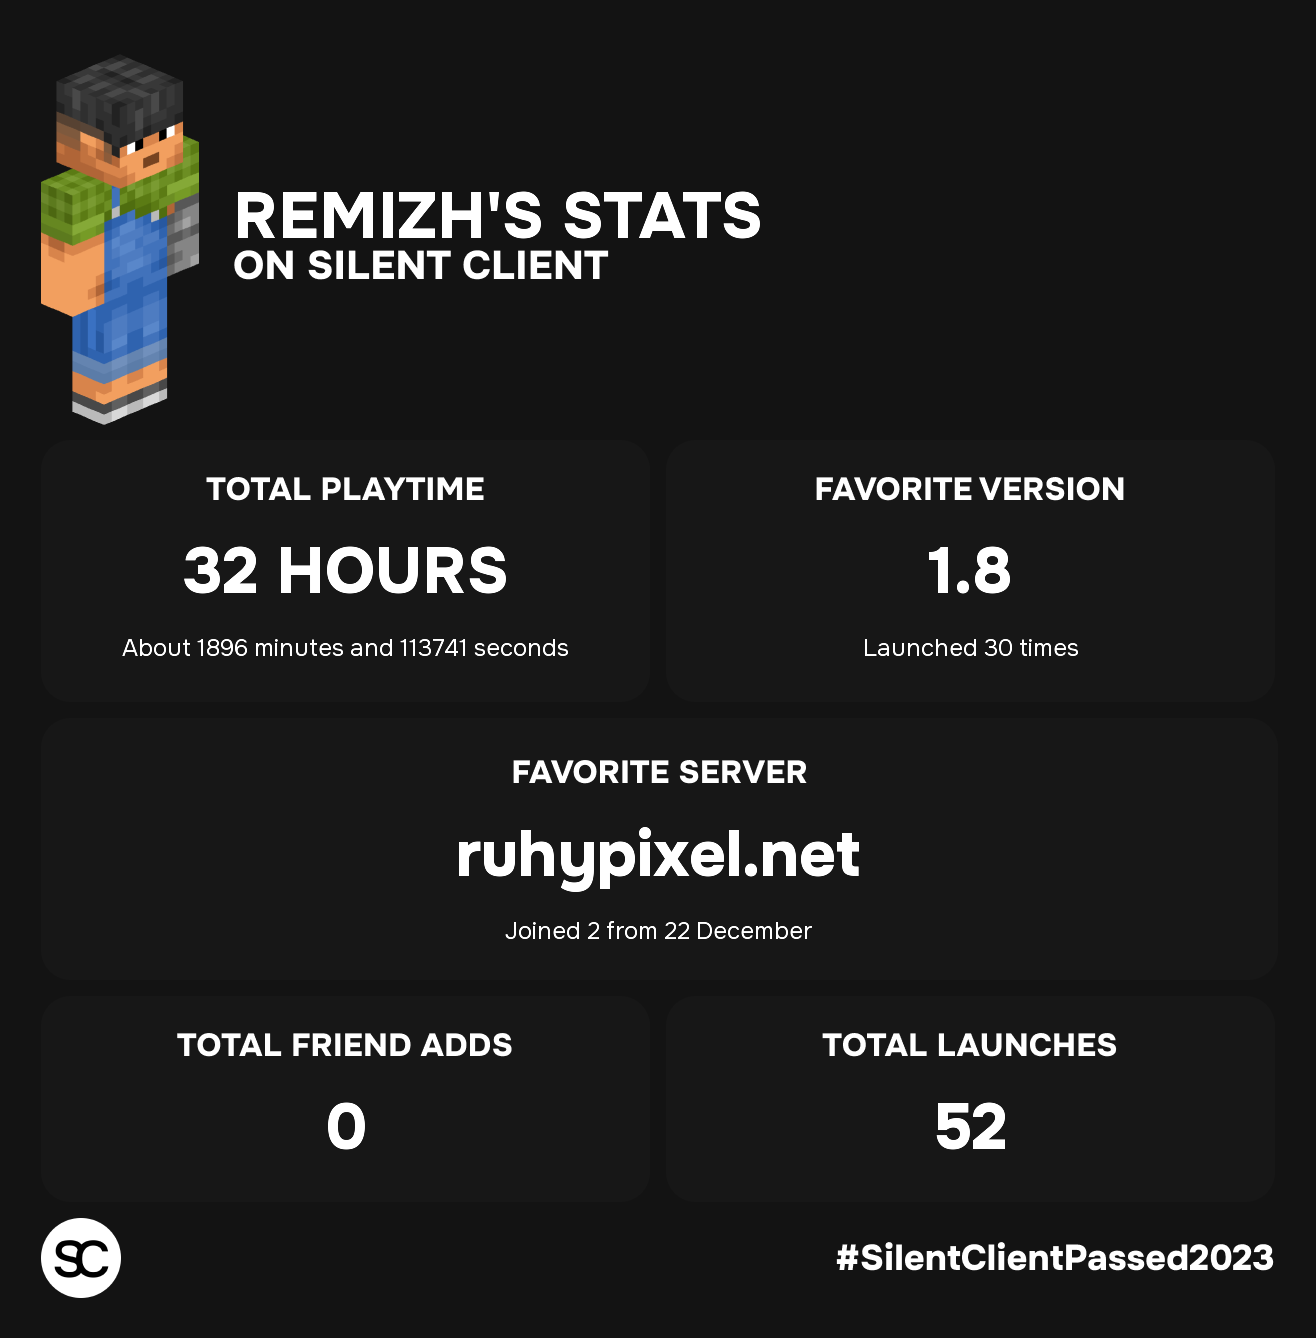 REMIZH'S STATS
ON SILENT CLIENT
TOTAL PLAYTIME
32 HOURS
About 1896 minutes and 113741 seconds
FAVORITE VERSION
1.8
Launched 30 times
FAVORITE SERVER
ruhypixel.net
Joined 2 from 22 December
TOTAL FRIEND ADDS
0
TOTAL LAUNCHES
52
SC
#SilentClientPassed2023